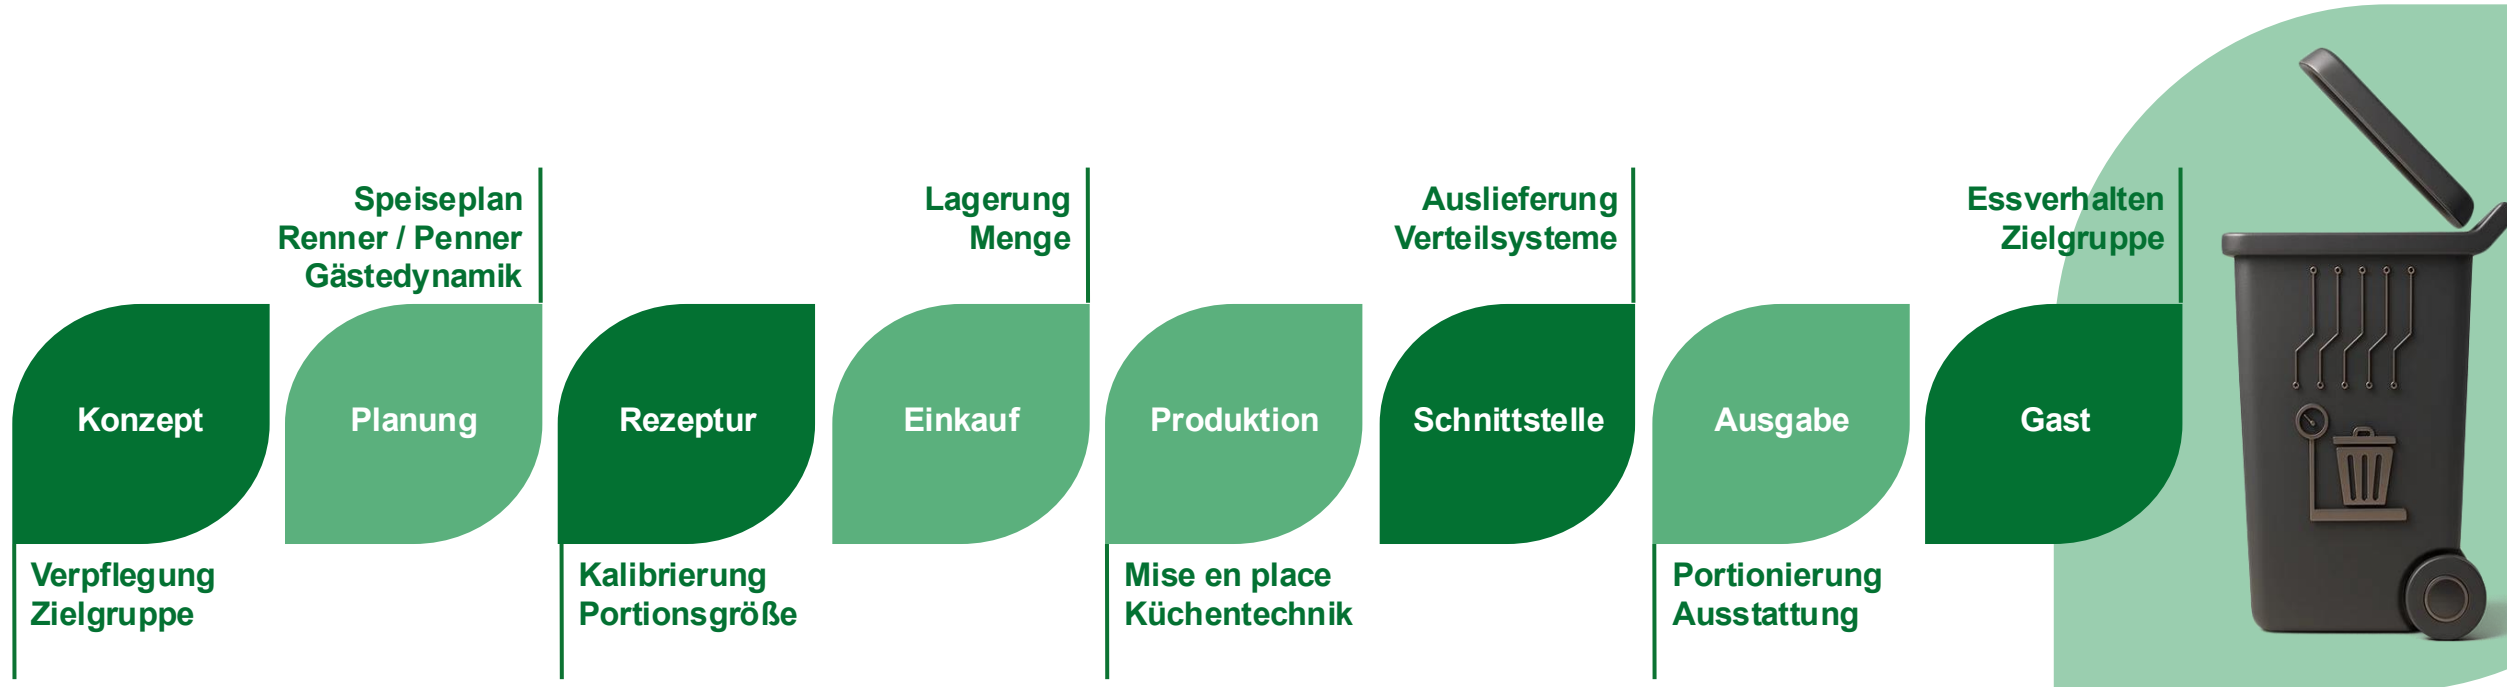 Speiseplan
Renner / Penner
Gästedynamik
Lagerung
Menge
Auslieferung
Verteilsysteme
Essverhalten
Zielgruppe
Konzept
Planung
Rezeptur
Einkauf
Produktion
Schnittstelle
Ausgabe
Gast
Verpflegung
Zielgruppe
Kalibrierung
Portionsgröße
Mise en place
Küchentechnik
Portionierung
Ausstattung